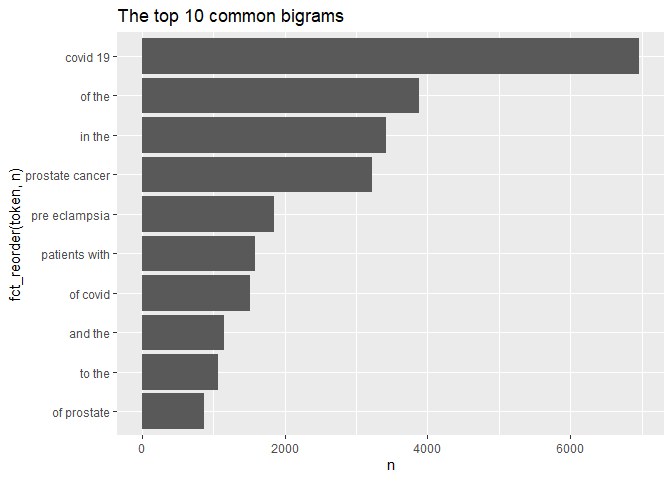 The top 10 common bigrams
fct_reorder(token, n)
covid 19
of the
in the
prostate cancer
pre eclampsia
patients with
of covid
and the
to the
of prostate
0 2000 4000 6000
n